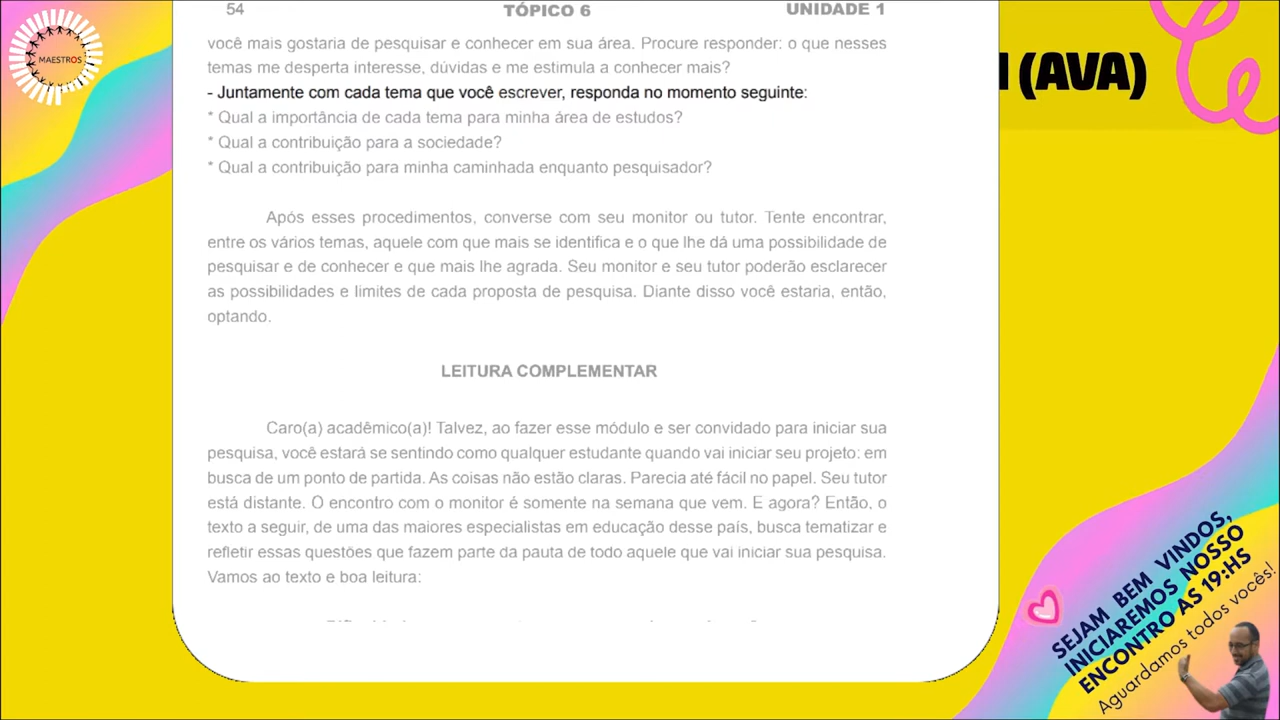 54
TÓPICO 6
UNIDADE 1
MAESTROS
(AVA)
você mais gostaria de pesquisar e conhecer em sua área. Procure responder: o que nesses
temas me desperta interesse, dúvidas e me estimula a conhecer mais?
- Juntamente com cada tema que você escrever, responda no momento seguinte:
* Qual a importância de cada tema para minha área de estudos?
* Qual a contribuição para a sociedade?
* Qual a contribuição para minha caminhada enquanto pesquisador?
Após esses procedimentos, converse com seu monitor ou tutor. Tente encontrar,
entre os vários temas, aquele com que mais se identifica e o que lhe dá uma possibilidade de
pesquisar e de conhecer e que mais lhe agrada. Seu monitor e seu tutor poderão esclarecer
as possibilidades e limites de cada proposta de pesquisa. Diante disso você estaria, então,
optando.
LEITURA COMPLEMENTAR
Caro(a) acadêmico(a)! Talvez, ao fazer esse módulo e ser convidado para iniciar sua
pesquisa, você estará se sentindo como qualquer estudante quando vai iniciar seu projeto: em
busca de um ponto de partida. As coisas não estão claras. Parecia até fácil no papel. Seu tutor
está distante. O encontro com o monitor é somente na semana que vem. E agora? Então, o
texto a seguir, de uma das maiores especialistas em educação desse país, busca tematizar e
refletir essas questões que fazem parte da pauta de todo aquele que vai iniciar sua pesquisa.
Vamos ao texto e boa leitura:
SEJAM BEM VINDOS,
INICIAREMOS NOSSO
ENCONTRO AS 19:HS
Aguardamos todos vocês!